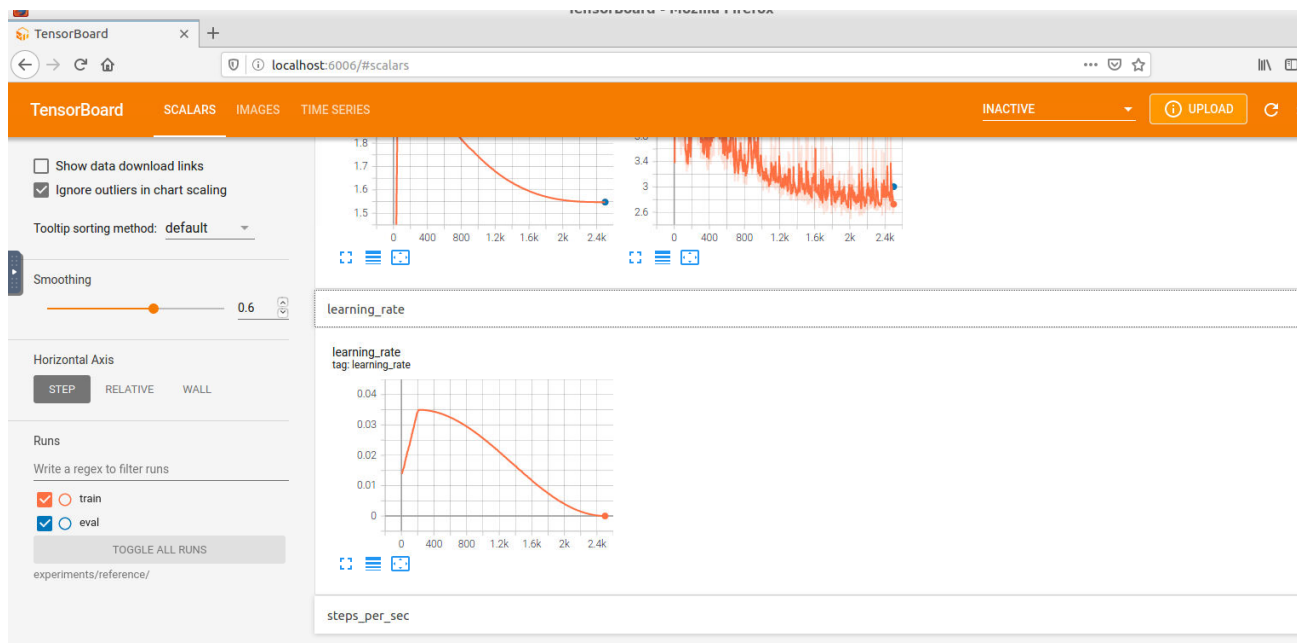 TensorBoard - Mozilla Firefox
TensorBoard
localhost:6006/#scalars
TensorBoard SCALARS IMAGES TIME SERIES INACTIVE UPLOAD
Show data download links
Ignore outliers in chart scaling
Tooltip sorting method: default
Smoothing
0.6
Horizontal Axis
STEP RELATIVE WALL
Runs
Write a regex to filter runs
train
eval
TOGGLE ALL RUNS
experiments/reference/
1.8
1.7
1.6
1.5
0 400 800 1.2k 1.6k 2k 2.4k
3.4
3
2.6
0 400 800 1.2k 1.6k 2k 2.4k
learning_rate
learning_rate
tag: learning_rate
0.04
0.03
0.02
0.01
0
0 400 800 1.2k 1.6k 2k 2.4k
steps_per_sec